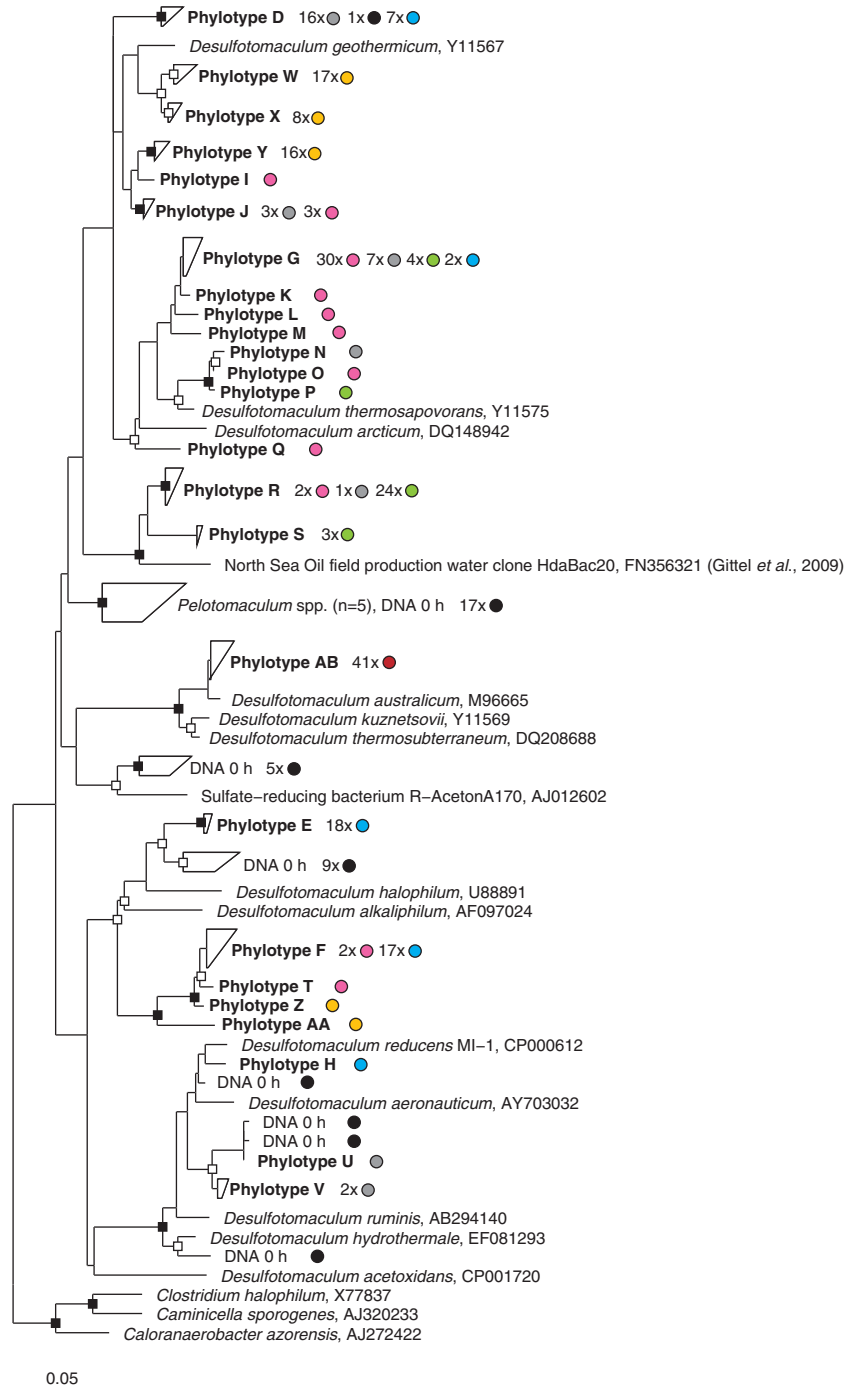 Phylotype D 16x 1x 7x
Desulfotomaculum geothermicum, Y11567
Phylotype W 17x
Phylotype X 8x
Phylotype Y 16x
Phylotype I
Phylotype J 3x 3x
Phylotype G 30x 7x 4x 2x
Phylotype K
Phylotype L
Phylotype M
Phylotype N
Phylotype O
Phylotype P
Desulfotomaculum thermosapovorans, Y11575
Desulfotomaculum arcticum, DQ148942
Phylotype Q
Phylotype R 2x 1x 24x
Phylotype S 3x
North Sea Oil field production water clone HdaBac20, FN356321 (Gittel et al., 2009)
Pelotomaculum spp. (n=5), DNA 0 h 17x
Phylotype AB 41x
Desulfotomaculum australicum, M96665
Desulfotomaculum kuznetsovii, Y11569
Desulfotomaculum thermosubterraneum, DQ208688
DNA 0 h 5x
Sulfate−reducing bacterium R−AcetonA170, AJ012602
Phylotype E 18x
DNA 0 h 9x
Desulfotomaculum halophilum, U88891
Desulfotomaculum alkaliphilum, AF097024
Phylotype F 2x 17x
Phylotype T
Phylotype Z
Phylotype AA
Desulfotomaculum reducens MI−1, CP000612
Phylotype H
DNA 0 h
Desulfotomaculum aeronauticum, AY703032
DNA 0 h
DNA 0 h
Phylotype U
Phylotype V 2x
Desulfotomaculum ruminis, AB294140
Desulfotomaculum hydrothermale, EF081293
DNA 0 h
Desulfotomaculum acetoxidans, CP001720
Clostridium halophilum, X77837
Caminicella sporogenes, AJ320233
Caloranaerobacter azorensis, AJ272422
0.05